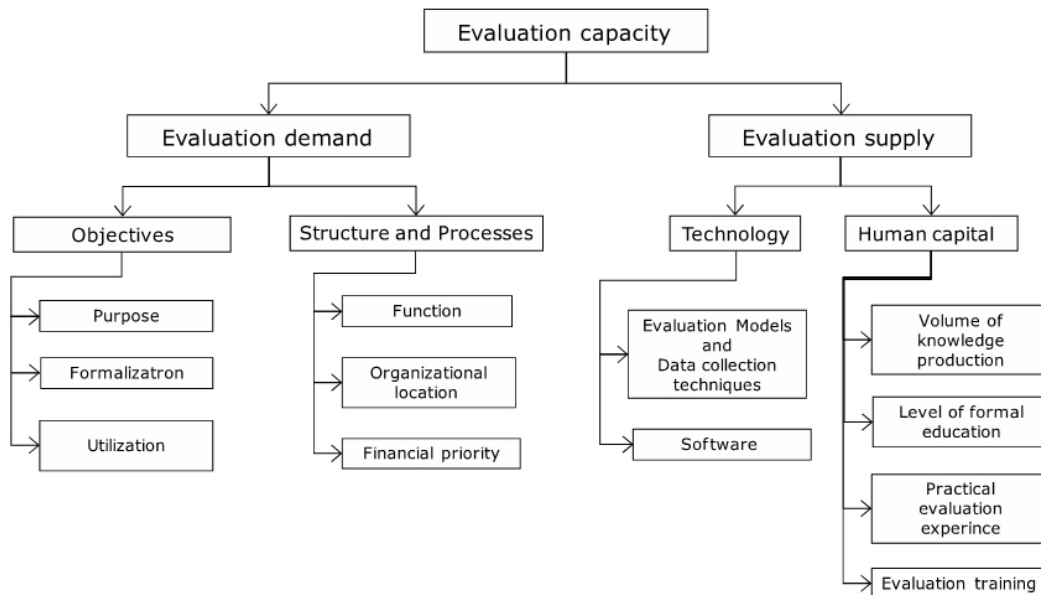 Evaluation capacity
Evaluation demand
Evaluation supply
Objectives
Structure and Processes
Technology
Human capital
Purpose
Formalizatron
Utilization
Function
Organizational
location
Financial priority
Evaluation Models
and
Data collection
techniques
Software
Volume of
knowledge
production
Level of formal
education
Practical
evaluation
experince
Evaluation training